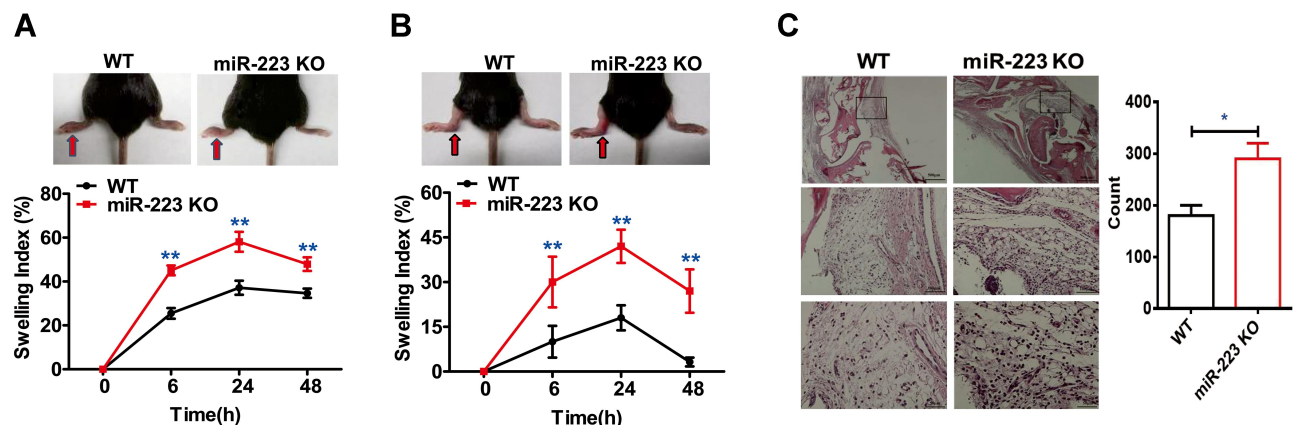 A
B
C
WT
miR-223 KO
WT
miR-223 KO
WT
miR-223 KO
WT
miR-223 KO
Swelling Index (%)
80
60
40
20
0
**
**
**
0
6
24
48
Time(h)
WT
miR-223 KO
Swelling Index (%)
60
45
30
15
0
**
**
**
0
6
24
48
Time(h)
Count
400
300
200
100
0
*
WT
miR-223 KO